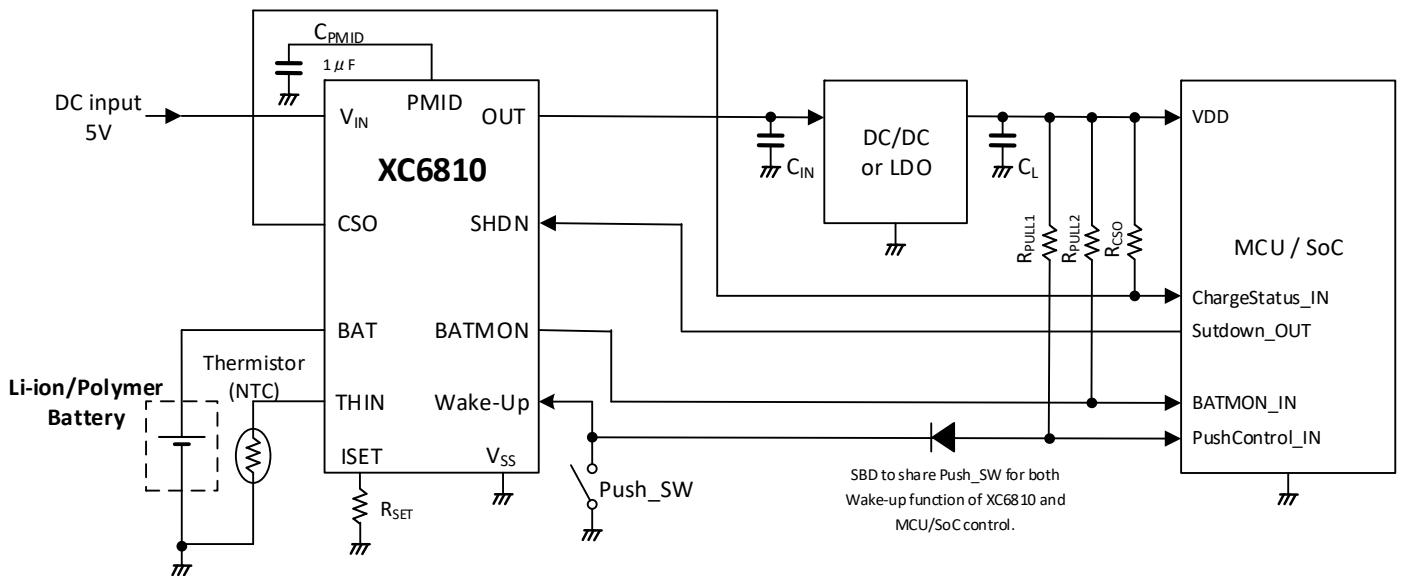 C_PMID
1μF
DC input
5V
PMID
V_IN
OUT
XC6810
CSO
SHDN
BAT
BATMON
Thermistor
(NTC)
THIN
Wake-Up
Li-ion/Polymer
Battery
ISET
V_SS
R_SET
Push_SW
C_IN
DC/DC
or LDO
C_L
R_PULL1
R_PULL2
R_CSO
VDD
MCU / SoC
ChargeStatus_IN
Sutdown_OUT
BATMON_IN
PushControl_IN
SBD to share Push_SW for both
Wake-up function of XC6810 and
MCU/SoC control.